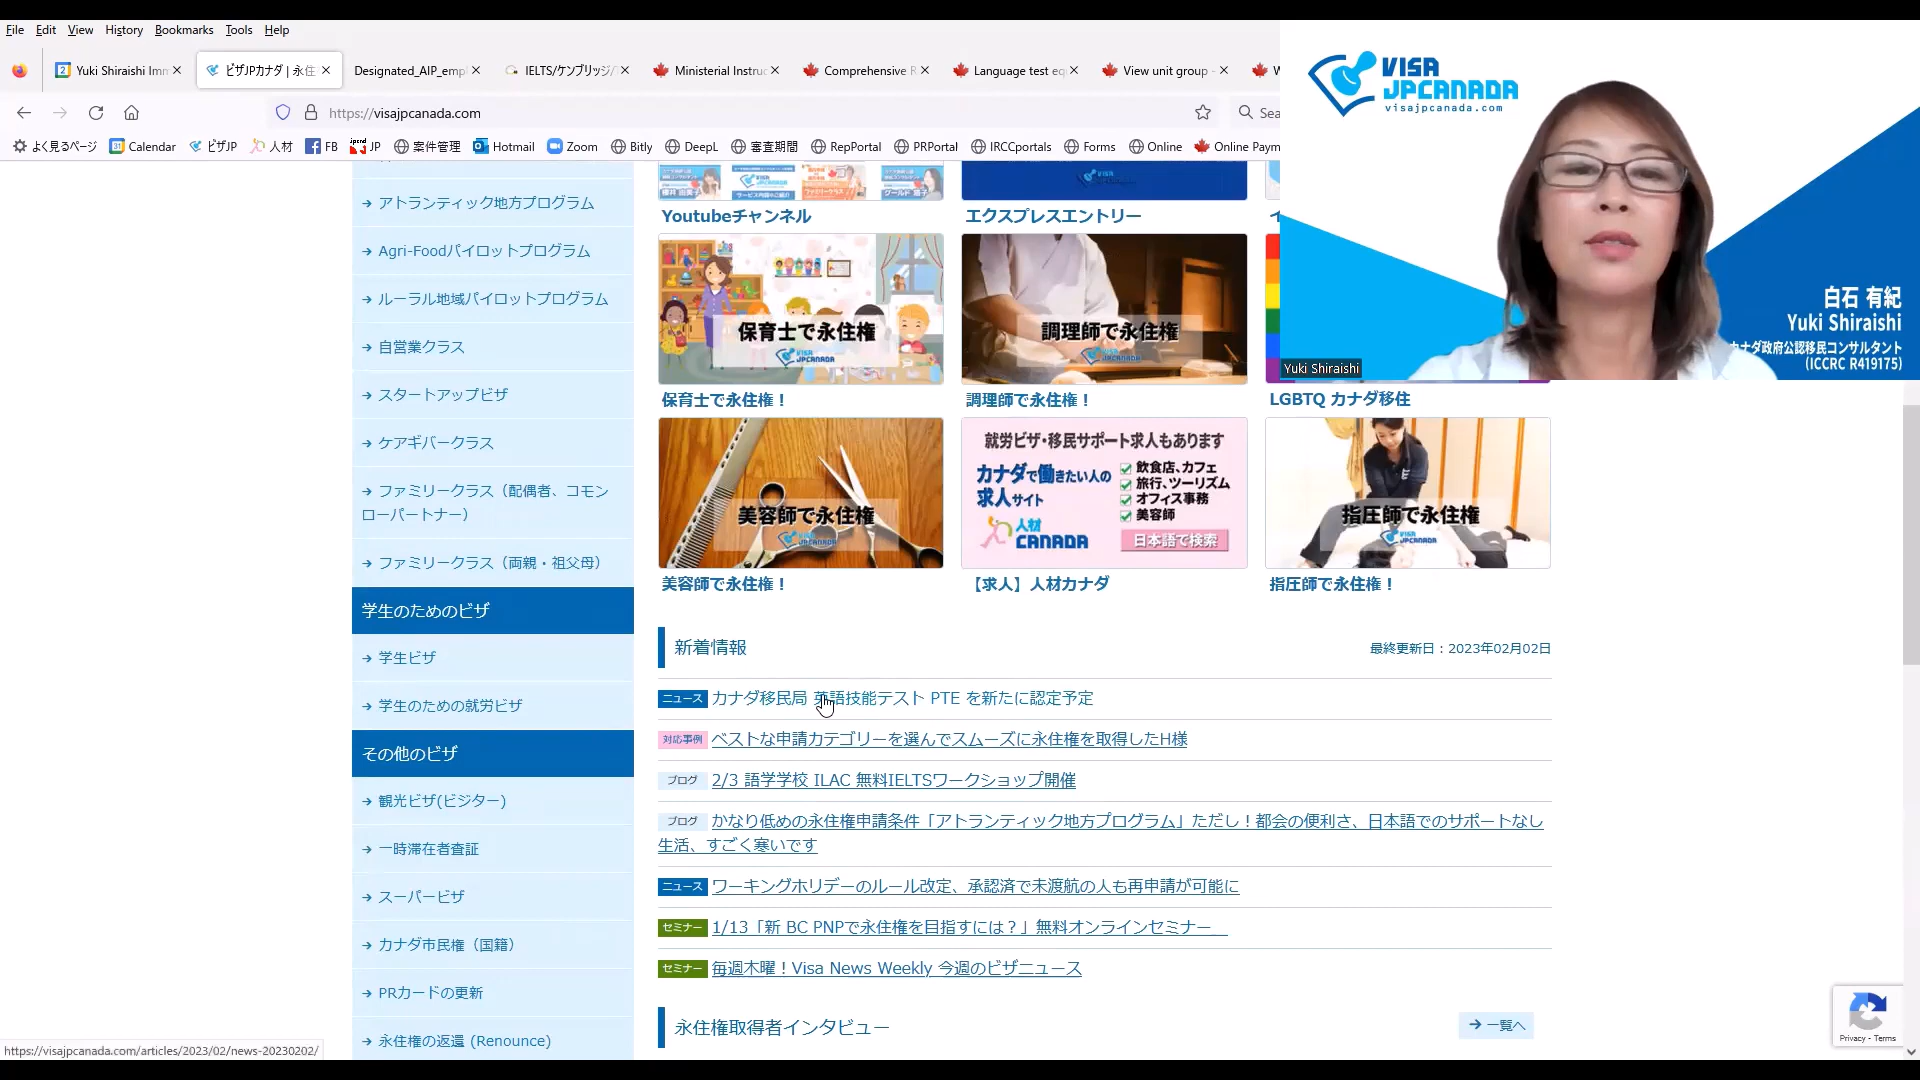 File Edit View History Bookmarks Tools Help
Yuki Shiraishi Imm
ビザJPカナダ | 永住
Designated_AIP_empl
IELTS/ケンブリッジ/
Ministerial Instruc
Comprehensive R
Language test eq
View unit group -
https://visajpcanada.com
よく見るページ Calendar ビザJP 人材 FB JP 案件管理 Hotmail Zoom Bitly DeepL 審査期間 RepPortal PRPortal IRCCportals Forms Online Online Paym
VISA
JPCANADA
visajpcanada.com
白石 有紀
Yuki Shiraishi
カナダ政府公認移民コンサルタント
(ICCRC R419175)
Yuki Shiraishi
→ アトランティック地方プログラム
→ Agri-Foodパイロットプログラム
→ ルーラル地域パイロットプログラム
→ 自営業クラス
→ スタートアップビザ
→ ケアギバークラス
→ ファミリークラス（配偶者、コモン
ローパートナー）
→ ファミリークラス（両親・祖父母）
学生のためのビザ
→ 学生ビザ
→ 学生のための就労ビザ
その他のビザ
→ 観光ビザ(ビジター)
→ 一時滞在者査証
→ スーパービザ
→ カナダ市民権（国籍）
→ PRカードの更新
→ 永住権の返還 (Renounce)
Youtubeチャンネル
エクスプレスエントリー
保育士で永住権
保育士で永住権！
調理師で永住権
調理師で永住権！
LGBTQ カナダ移住
美容師で永住権
美容師で永住権！
就労ビザ・移民サポート求人もあります
カナダで働きたい人の
求人サイト
人材
CANADA
飲食店、カフェ
旅行、ツーリズム
オフィス事務
美容師
日本語で検索
【求人】人材カナダ
指圧師で永住権
指圧師で永住権！
新着情報
最終更新日：2023年02月02日
ニュース カナダ移民局 英語技能テスト PTE を新たに認定予定
対応事例 ベストな申請カテゴリーを選んでスムーズに永住権を取得したH様
ブログ 2/3 語学学校 ILAC 無料IELTSワークショップ開催
ブログ かなり低めの永住権申請条件「アトランティック地方プログラム」ただし！都会の便利さ、日本語でのサポートなし
生活、すごく寒いです
ニュース ワーキングホリデーのルール改定、承認済で未渡航の人も再申請が可能に
セミナー 1/13「新 BC PNPで永住権を目指すには？」無料オンラインセミナー
セミナー 毎週木曜！Visa News Weekly 今週のビザニュース
永住権取得者インタビュー
→ 一覧へ
Privacy - Terms
https://visajpcanada.com/articles/2023/02/news-20230202/